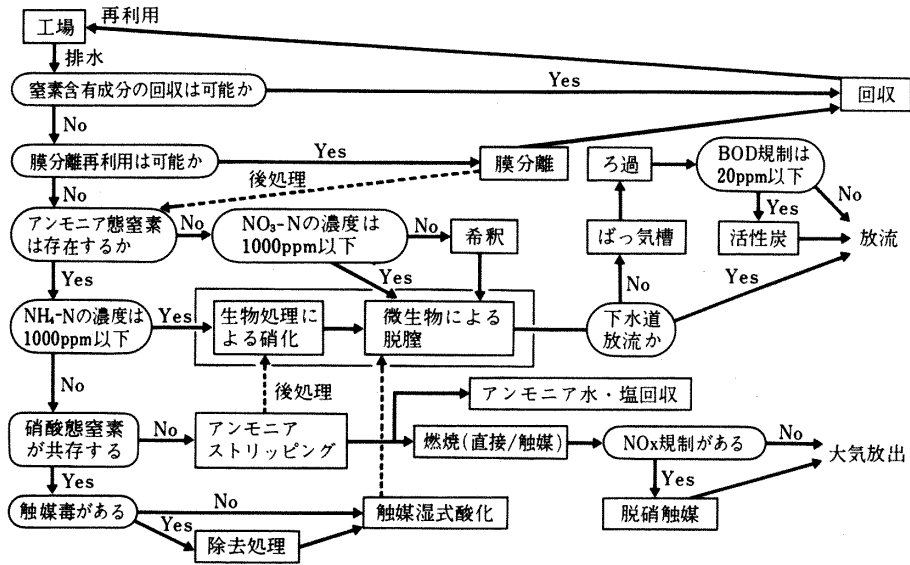 再利用
工場
排水
窒素含有成分の回収は可能か
Yes
回収
No
膜分離再利用は可能か
Yes
膜分離
ろ過
BOD規制は
20ppm以下
No
後処理
No
アンモニア態窒素
は存在するか
No
NO₃-Nの濃度は
1000ppm以下
No
希釈
ばっ気槽
Yes
活性炭
放流
Yes
Yes
No
Yes
NH₄-Nの濃度は
1000ppm以下
Yes
生物処理に
よる硝化
微生物による
脱膣
下水道
放流か
No
後処理
アンモニア水・塩回収
硝酸態窒素
が共存する
No
アンモニア
ストリッピング
燃焼(直接/触媒)
NOx規制がある
No
大気放出
Yes
Yes
触媒毒がある
No
触媒湿式酸化
脱硝触媒
Yes
除去処理